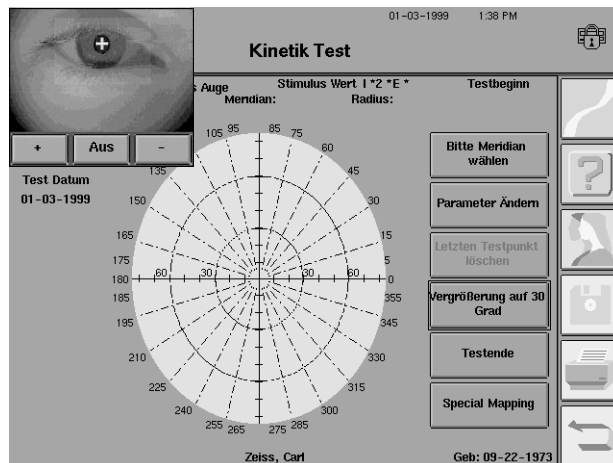 01-03-1999 1:38 PM
Kinetik Test
s Auge Stimulus Wert I *2 *E * Testbeginn
Meridian: Radius:
+ Aus -
Test Datum
01-03-1999
105 95 85 75
60
135 45
150 30
165 15
175 5
180 60 30 30 60 0
185 355
195 345
210 330
225 315
240 300
255 265 275 285
Bitte Meridian
wählen
Parameter Ändern
Letzten Testpunkt
löschen
Vergrößerung auf 30
Grad
Testende
Special Mapping
Zeiss, Carl Geb: 09-22-1973